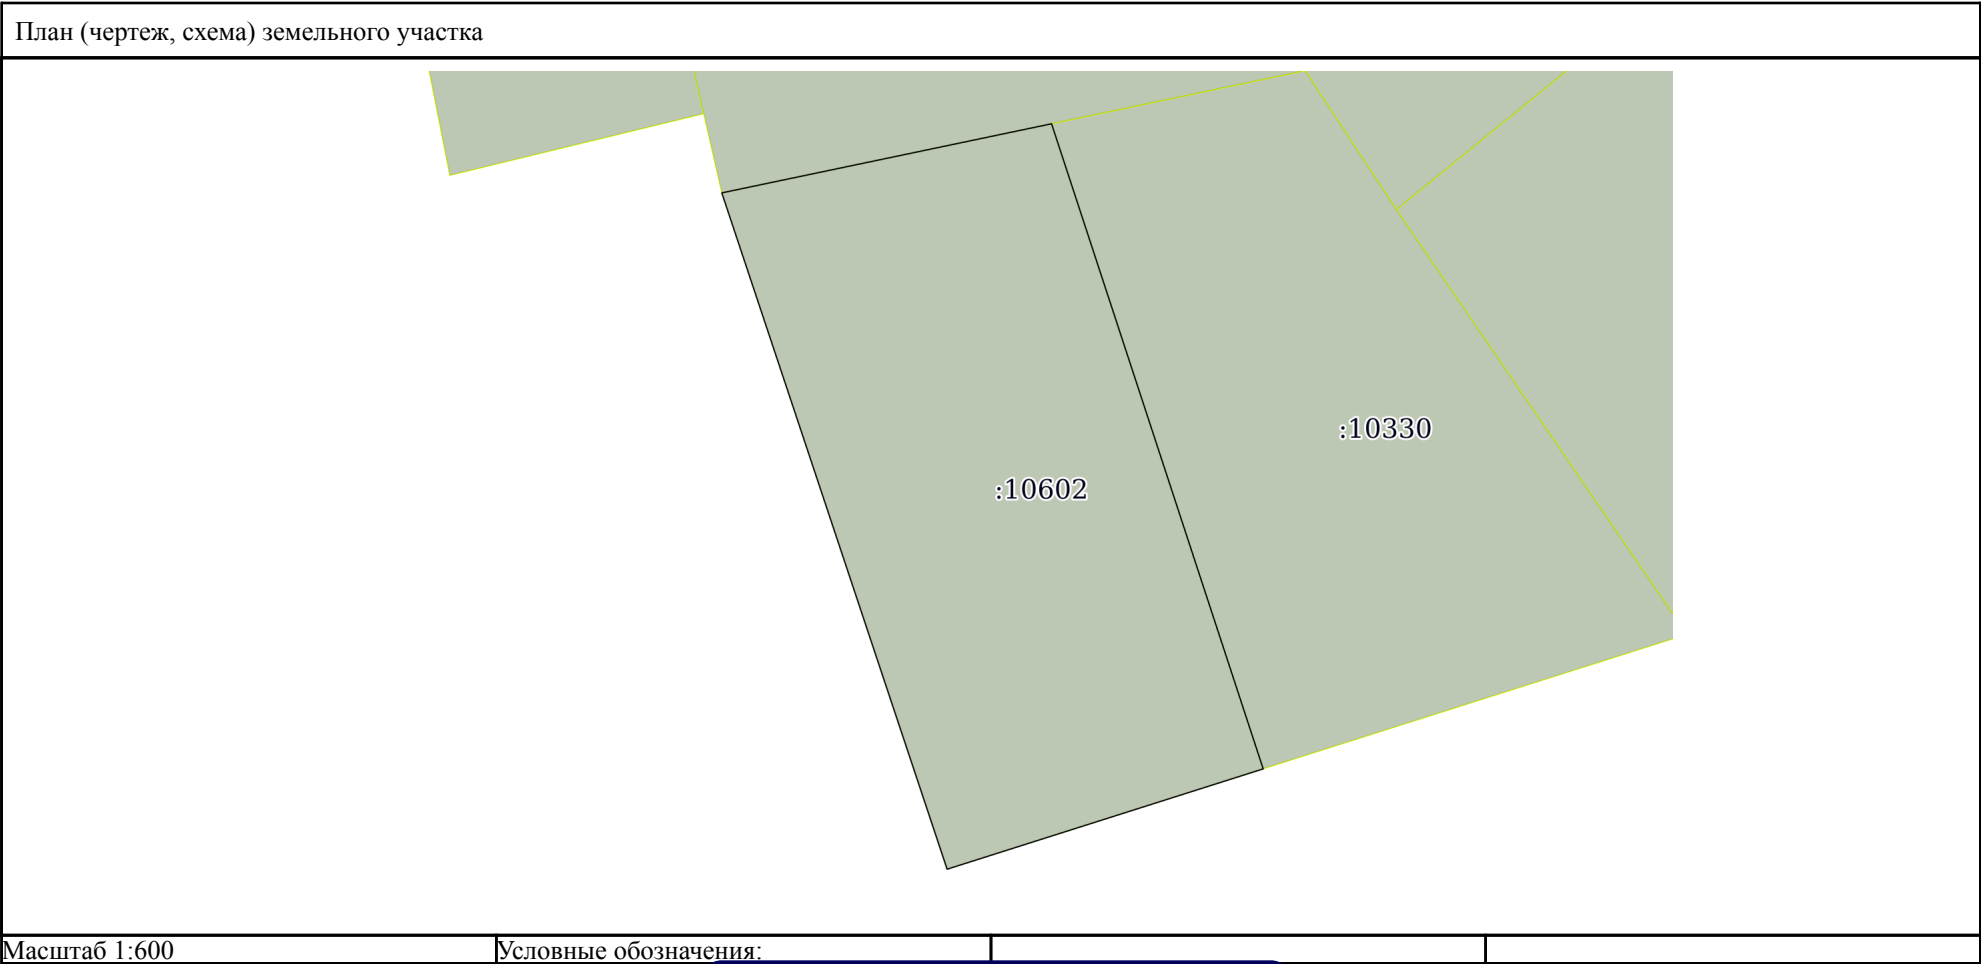 План (чертеж, схема) земельного участка
:10330
:10602
Масштаб 1:600
Условные обозначения: